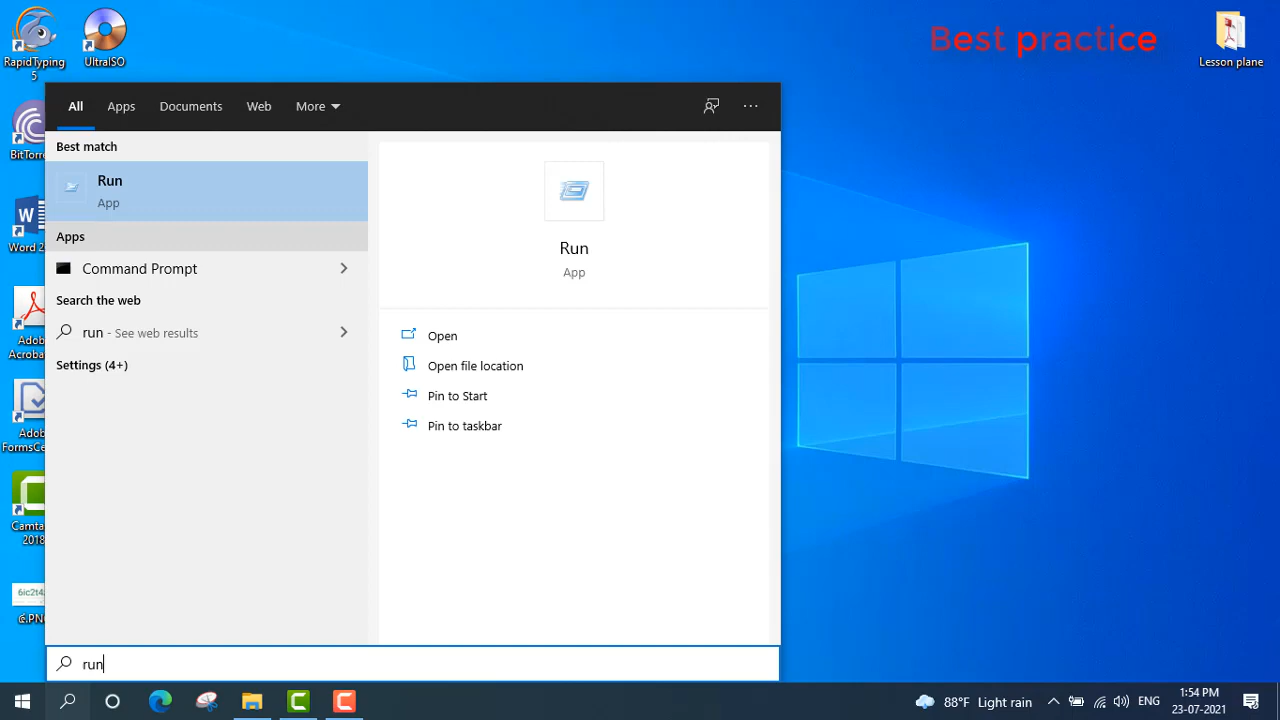 RapidTyping
5
UltraISO
Best practice
Lesson plane
All
Apps
Documents
Web
More
Best match
Run
App
Apps
Command Prompt
Search the web
run - See web results
Settings (4+)
Run
App
Open
Open file location
Pin to Start
Pin to taskbar
BitTorre
W
Word 2
Adob
Acroba
Adob
FormsCe
Camta
2018
6ic2t4
.PN
run
88°F Light rain
ENG
1:54 PM
23-07-2021